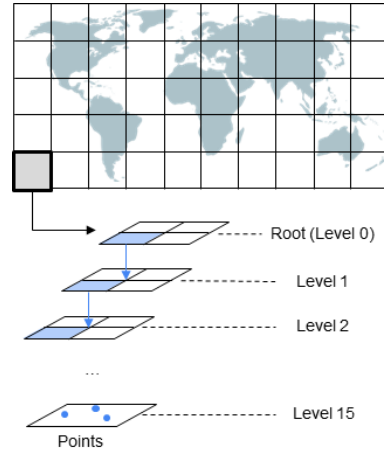 Root (Level 0)
Level 1
Level 2
...
Level 15
Points